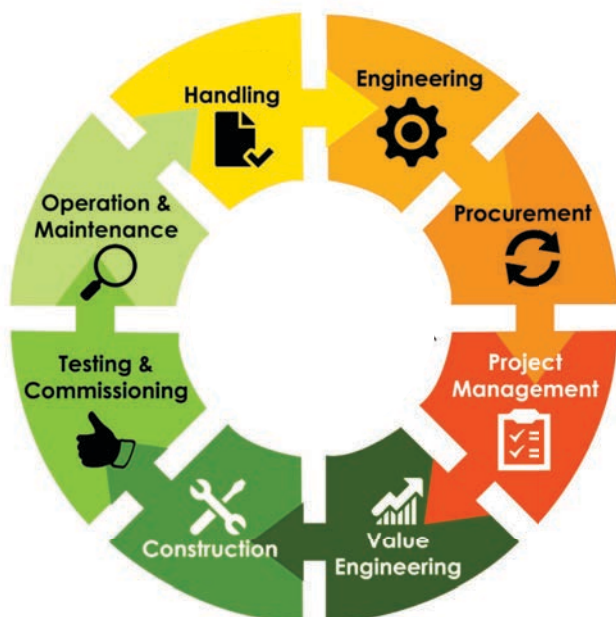 Handling
Engineering
Procurement
Project
Management
Value
Engineering
Construction
Testing &
Commissioning
Operation &
Maintenance